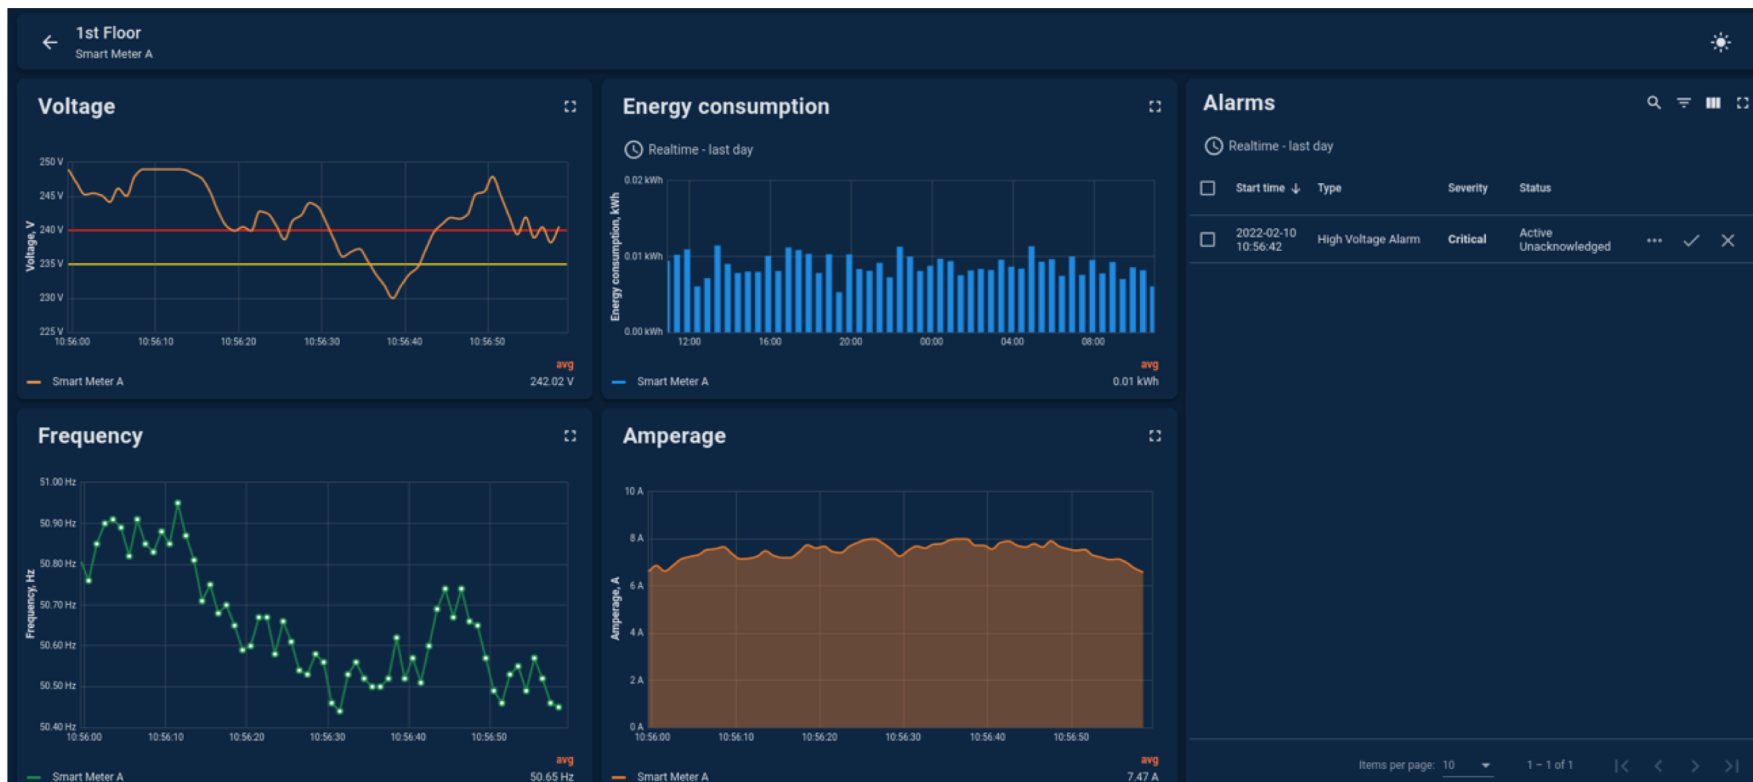 1st Floor
Smart Meter A
Voltage
250 V
245 V
240 V
235 V
230 V
225 V
Voltage, V
10:56:00 10:56:10 10:56:20 10:56:30 10:56:40 10:56:50
avg
Smart Meter A 242.02 V
Energy consumption
Realtime - last day
0.02 kWh
0.01 kWh
0.00 kWh
Energy consumption, kWh
12:00 16:00 20:00 00:00 04:00 08:00
avg
Smart Meter A 0.01 kWh
Frequency
51.00 Hz
50.90 Hz
50.80 Hz
50.70 Hz
50.60 Hz
50.50 Hz
50.40 Hz
Frequency, Hz
10:56:00 10:56:10 10:56:20 10:56:30 10:56:40 10:56:50
avg
Smart Meter A 50.65 Hz
Amperage
10 A
8 A
6 A
4 A
2 A
0 A
Amperage, A
10:56:00 10:56:10 10:56:20 10:56:30 10:56:40 10:56:50
avg
Smart Meter A 7.47 A
Alarms
Realtime - last day
Start time Type Severity Status
2022-02-10
10:56:42
High Voltage Alarm
Critical
Active
Unacknowledged
Items per page: 10 1 – 1 of 1